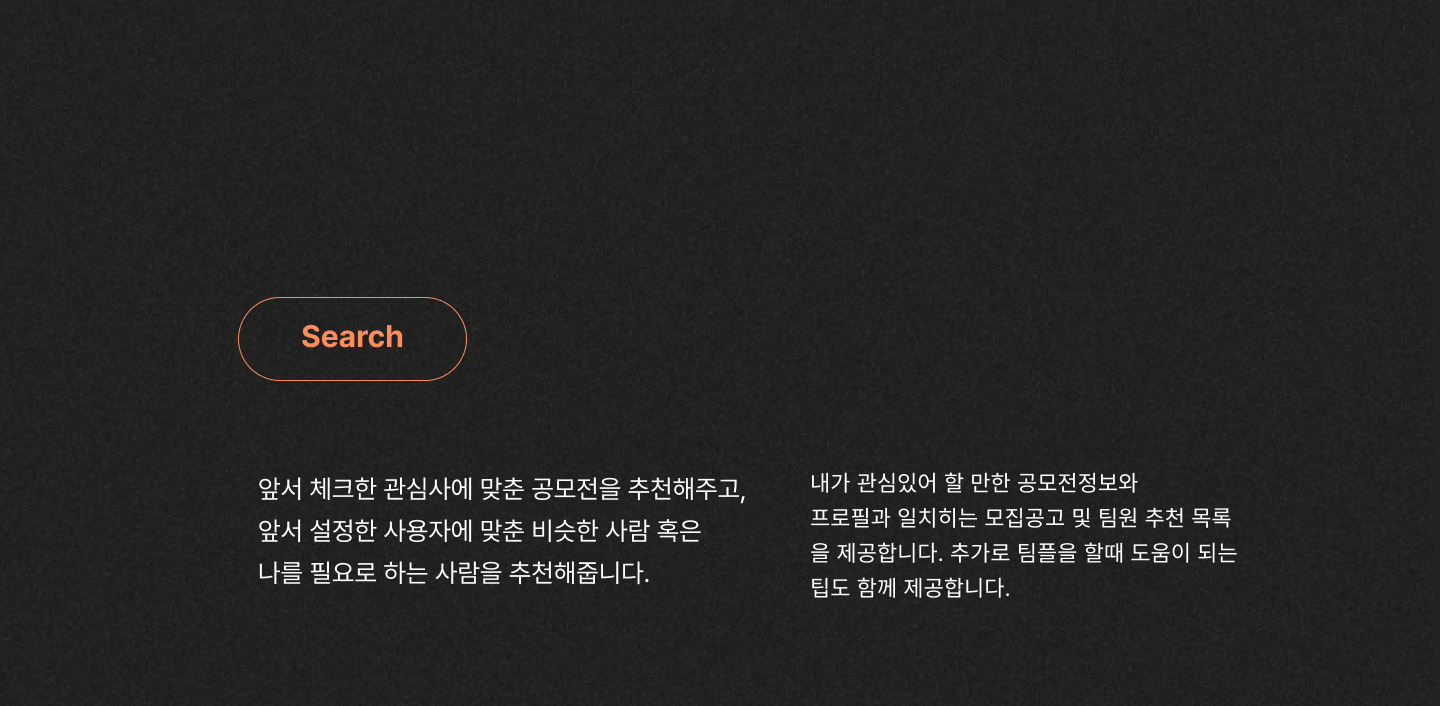 Search
앞서 체크한 관심사에 맞춘 공모전을 추천해주고,
앞서 설정한 사용자에 맞춘 비슷한 사람 혹은
나를 필요로 하는 사람을 추천해줍니다.
내가 관심있어 할 만한 공모전정보와
프로필과 일치히는 모집공고 및 팀원 추천 목록
을 제공합니다. 추가로 팀플을 할때 도움이 되는
팁도 함께 제공합니다.